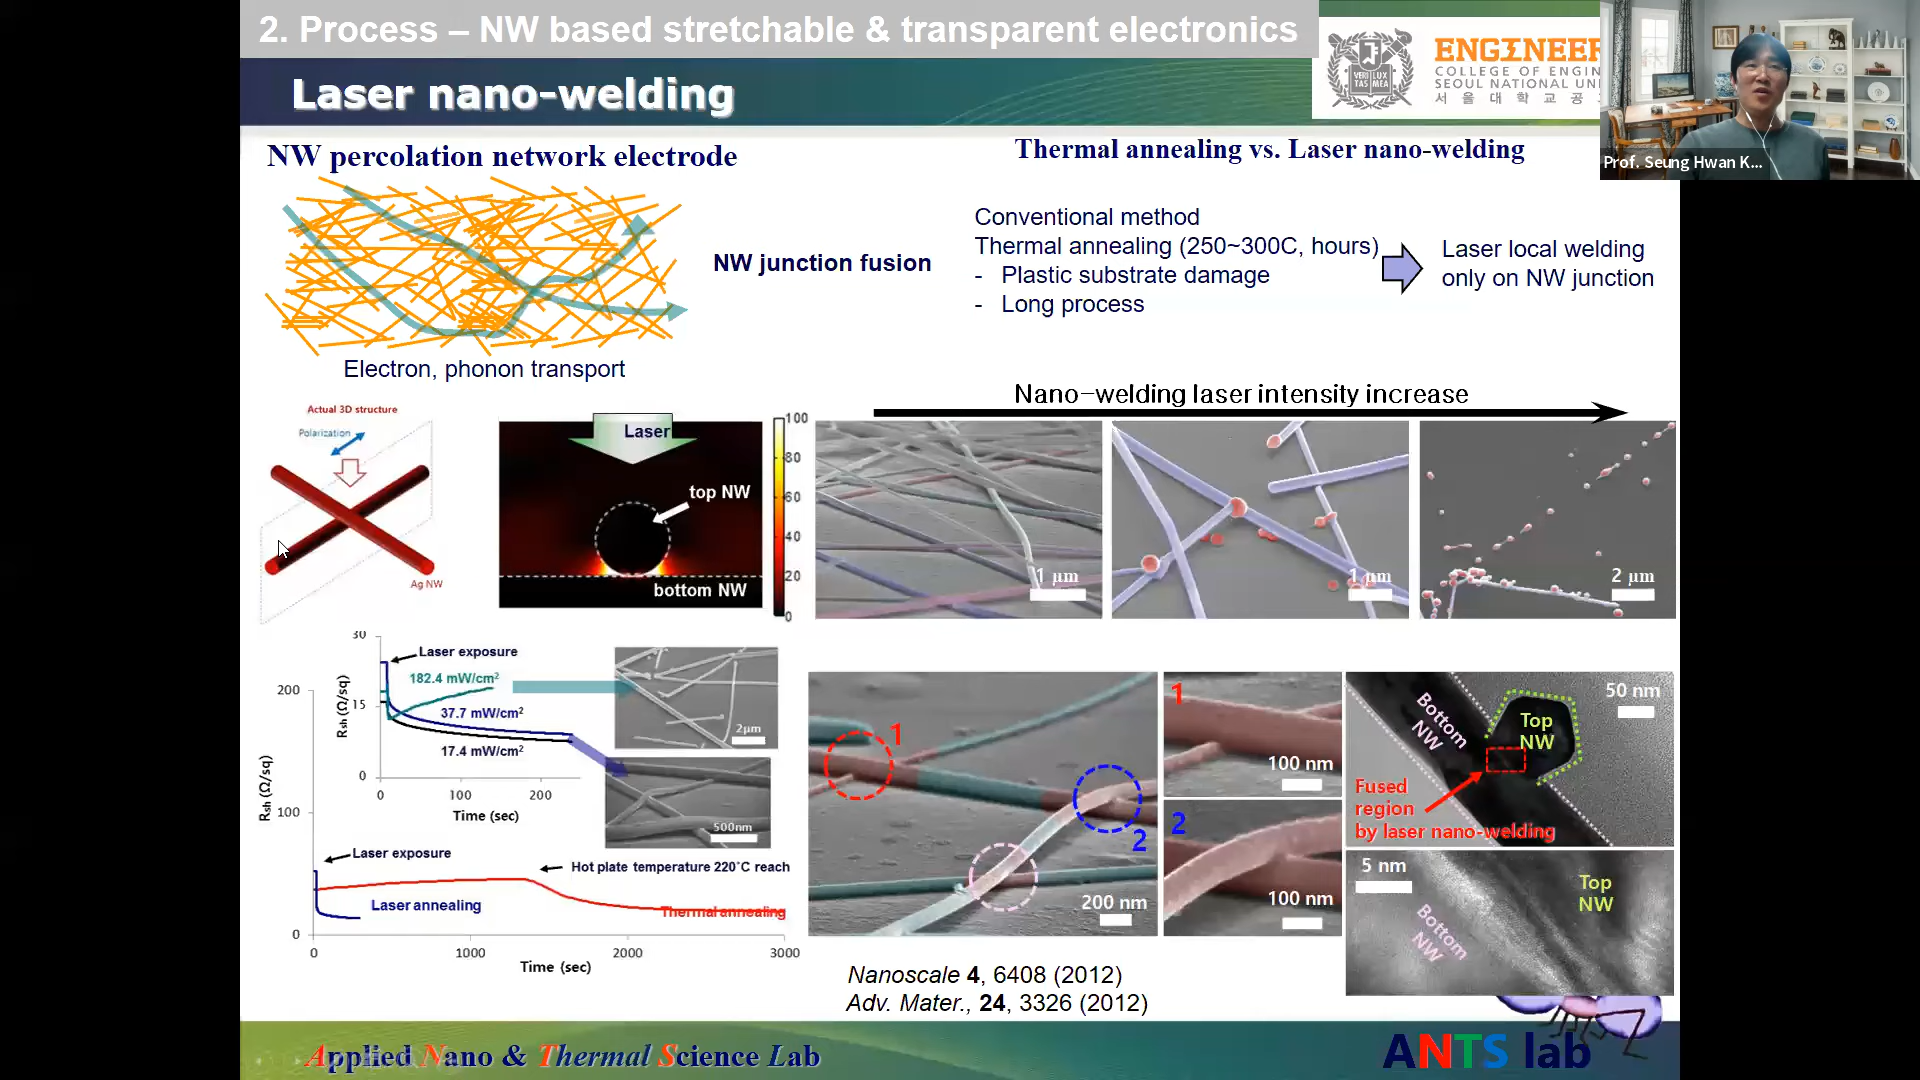 2. Process – NW based stretchable & transparent electronics
Laser nano-welding
VERI LUX
TAS MEA
ENGINEER
COLLEGE OF ENGIN
SEOUL NATIONAL UNI
서 울 대 학 교 공
Prof. Seung Hwan K...
NW percolation network electrode
Electron, phonon transport
NW junction fusion
Thermal annealing vs. Laser nano-welding
Conventional method
Thermal annealing (250~300C, hours)
- Plastic substrate damage
- Long process
Laser local welding
only on NW junction
Nano-welding laser intensity increase
Actual 3D structure
Polarization
Ag NW
Laser
top NW
bottom NW
100
80
60
40
20
0
1 μm
1 μm
2 μm
30
15
0
Rsh (Ω/sq)
Laser exposure
182.4 mW/cm²
37.7 mW/cm²
17.4 mW/cm²
0 100 200
Time (sec)
2μm
500nm
200
100
0
Rsh (Ω/sq)
Laser exposure
Hot plate temperature 220°C reach
Laser annealing
Thermal annealing
0 1000 2000 3000
Time (sec)
1
2
200 nm
1
100 nm
2
100 nm
Bottom NW
Top
NW
50 nm
Fused
region
by laser nano-welding
5 nm
Top
NW
Bottom
NW
Nanoscale 4, 6408 (2012)
Adv. Mater., 24, 3326 (2012)
Applied Nano & Thermal Science Lab
ANTS lab